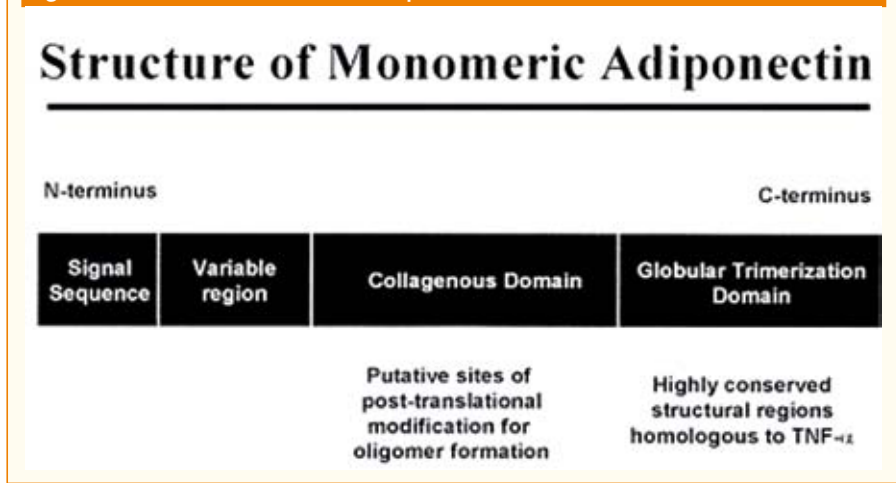 Structure of Monomeric Adiponectin
N-terminus
C-terminus
Signal
Sequence
Variable
region
Collagenous Domain
Globular Trimerization
Domain
Putative sites of
post-translational
modification for
oligomer formation
Highly conserved
structural regions
homologous to